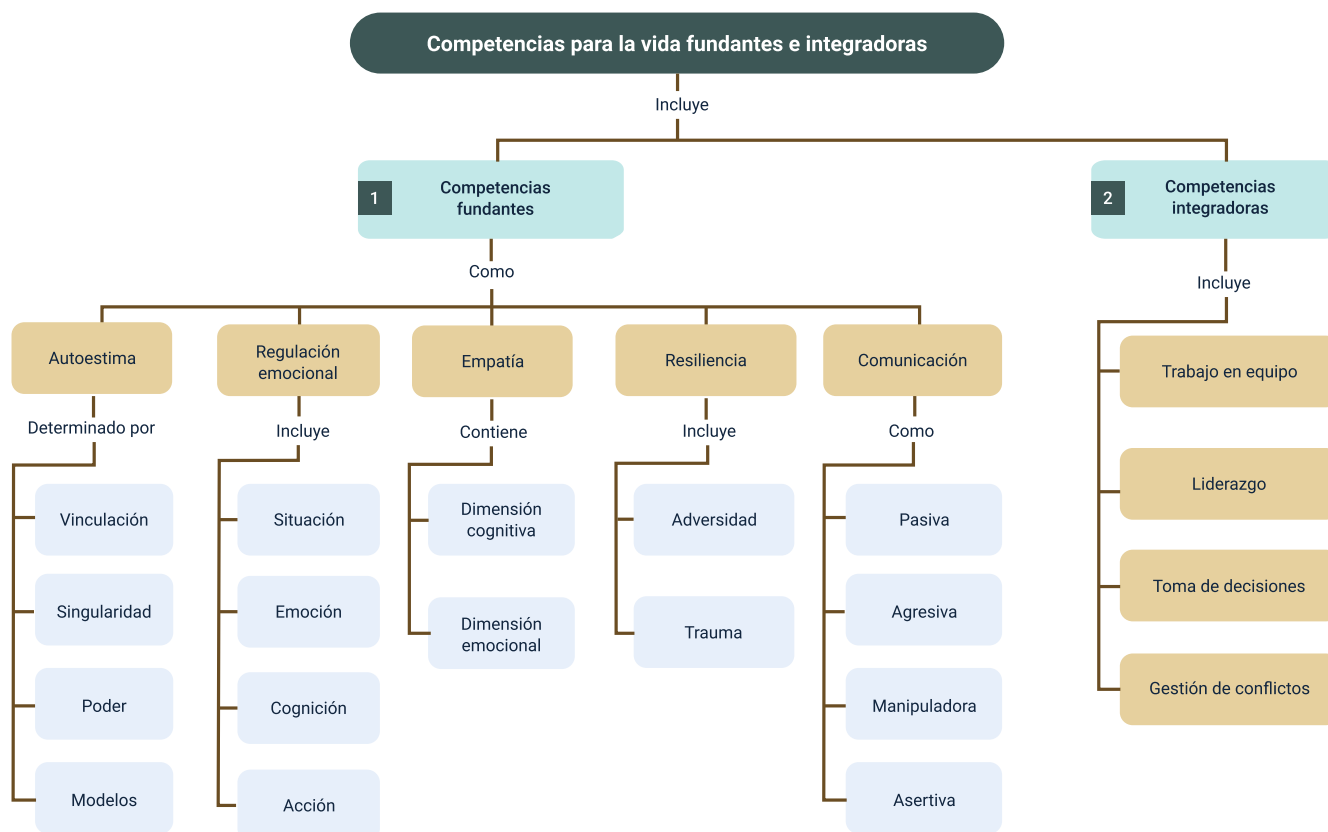 Competencias para la vida fundantes e integradoras
Incluye
1
Competencias
fundantes
2
Competencias
integradoras
Como
Incluye
Autoestima
Regulación
emocional
Empatía
Resiliencia
Comunicación
Determinado por
Incluye
Contiene
Incluye
Como
Vinculación
Singularidad
Poder
Modelos
Situación
Emoción
Cognición
Acción
Dimensión
cognitiva
Dimensión
emocional
Adversidad
Trauma
Pasiva
Agresiva
Manipuladora
Asertiva
Trabajo en equipo
Liderazgo
Toma de decisiones
Gestión de conflictos